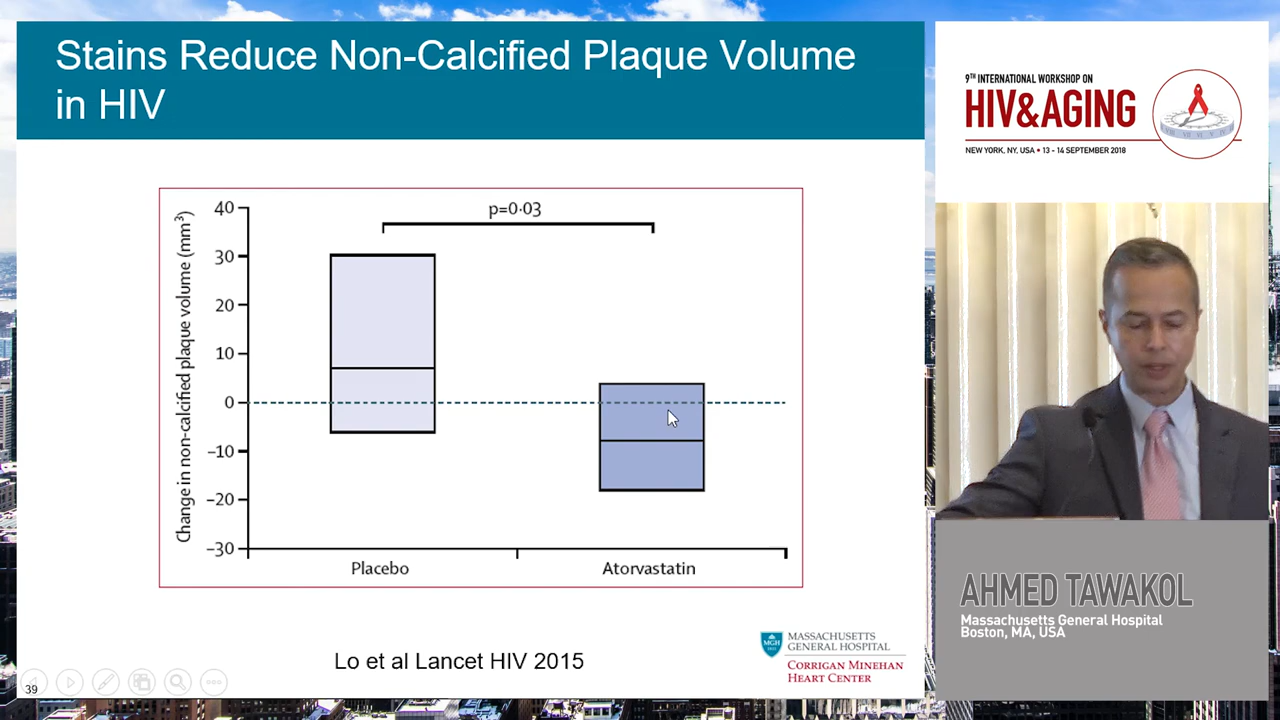 Stains Reduce Non-Calcified Plaque Volume
in HIV
Change in non-calcified plaque volume (mm³)
40
30
20
10
0
−10
−20
−30
p=0·03
Placebo
Atorvastatin
Lo et al Lancet HIV 2015
MGH
MASSACHUSETTS
GENERAL HOSPITAL
CORRIGAN MINEHAN
HEART CENTER
39
9TH INTERNATIONAL WORKSHOP ON
HIV&AGING
NEW YORK, NY, USA • 13 - 14 SEPTEMBER 2018
AHMED TAWAKOL
Massachusetts General Hospital
Boston, MA, USA